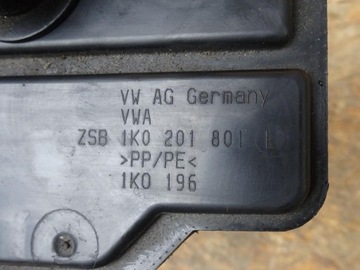 VW AG Germany
VWA
ZSB 1K0 201 801 E
>PP/PE<
1K0 196